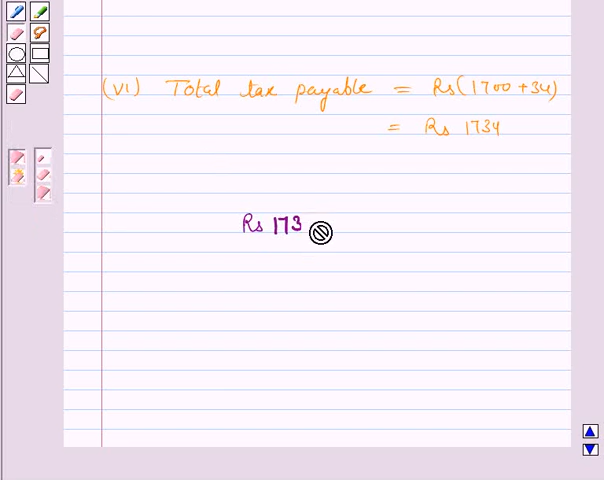 (VI) Total tax payable = Rs(1700+34)
= Rs 1734
Rs 173